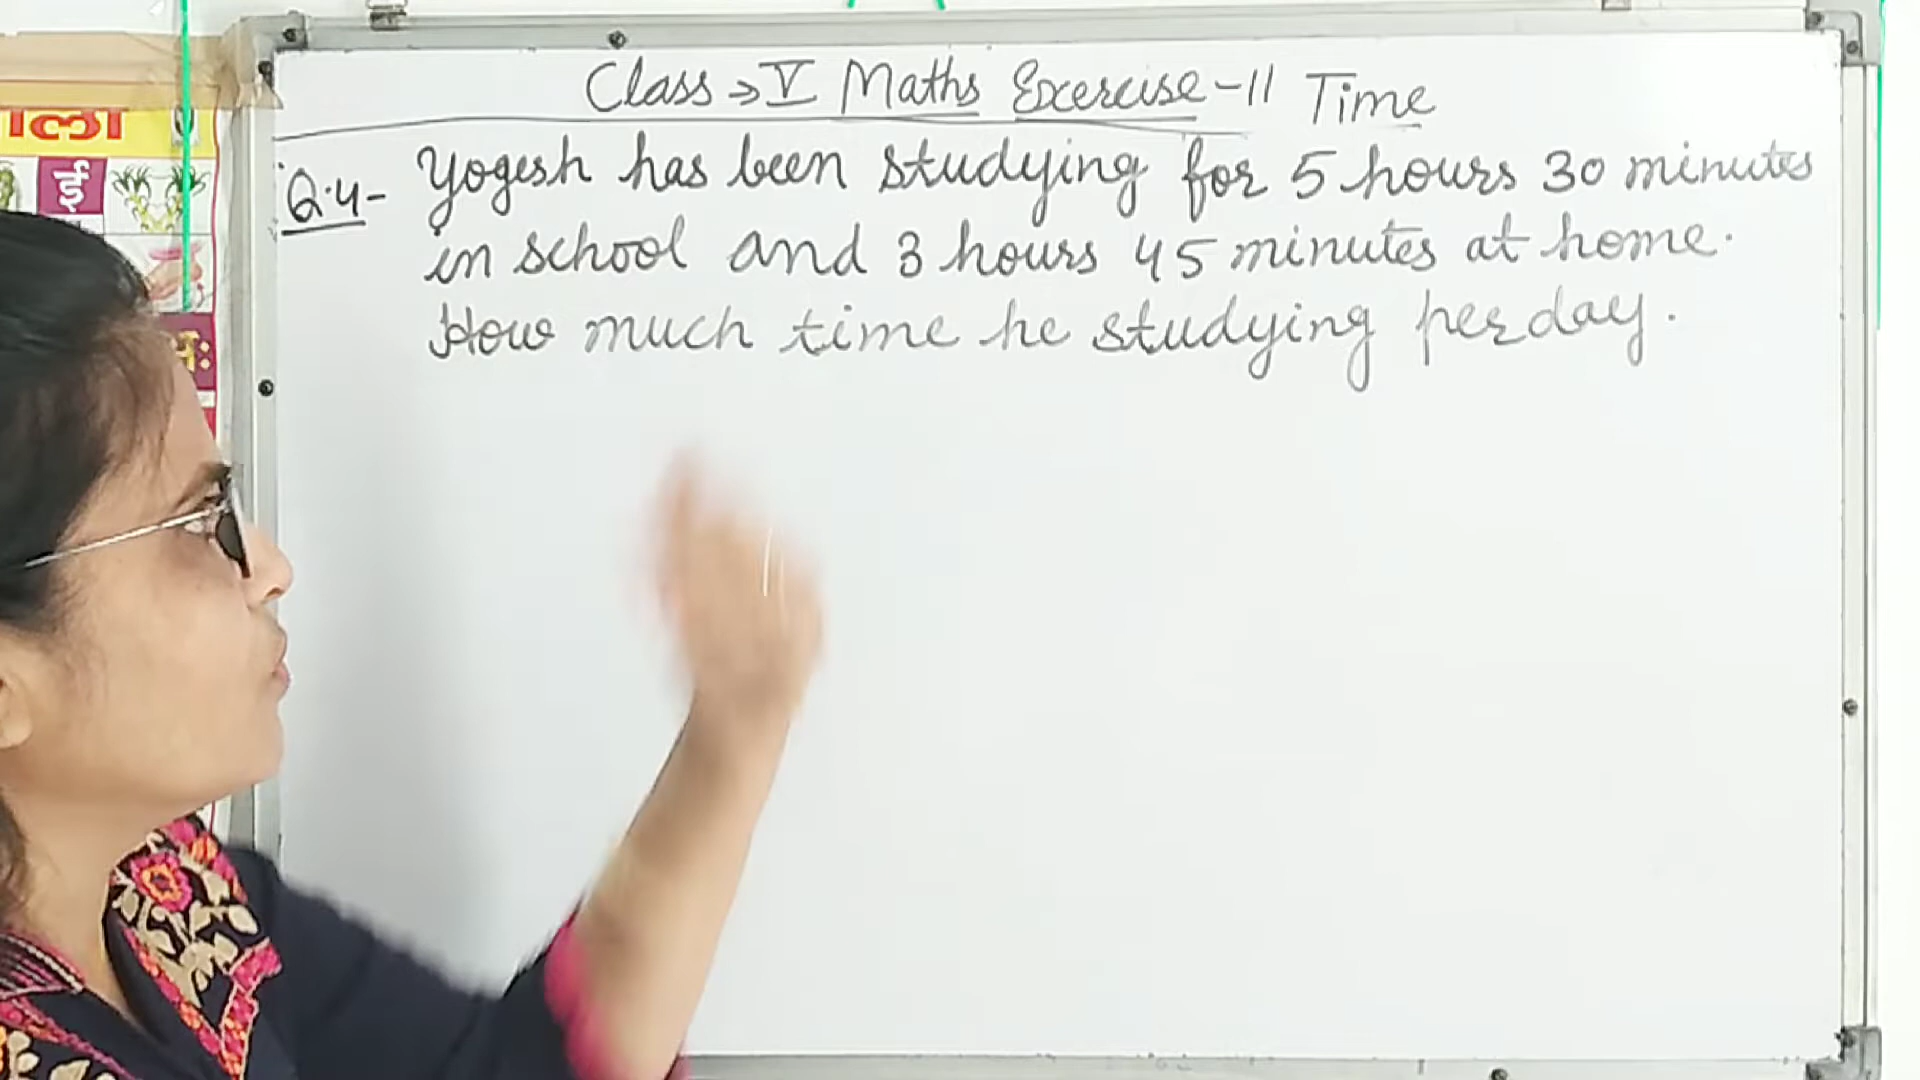 Class → V Maths Exercise-11 Time
Q.4- Yogesh has been studying for 5 hours 30 minutes
in school and 3 hours 45 minutes at home.
How much time he studying per day.
ई